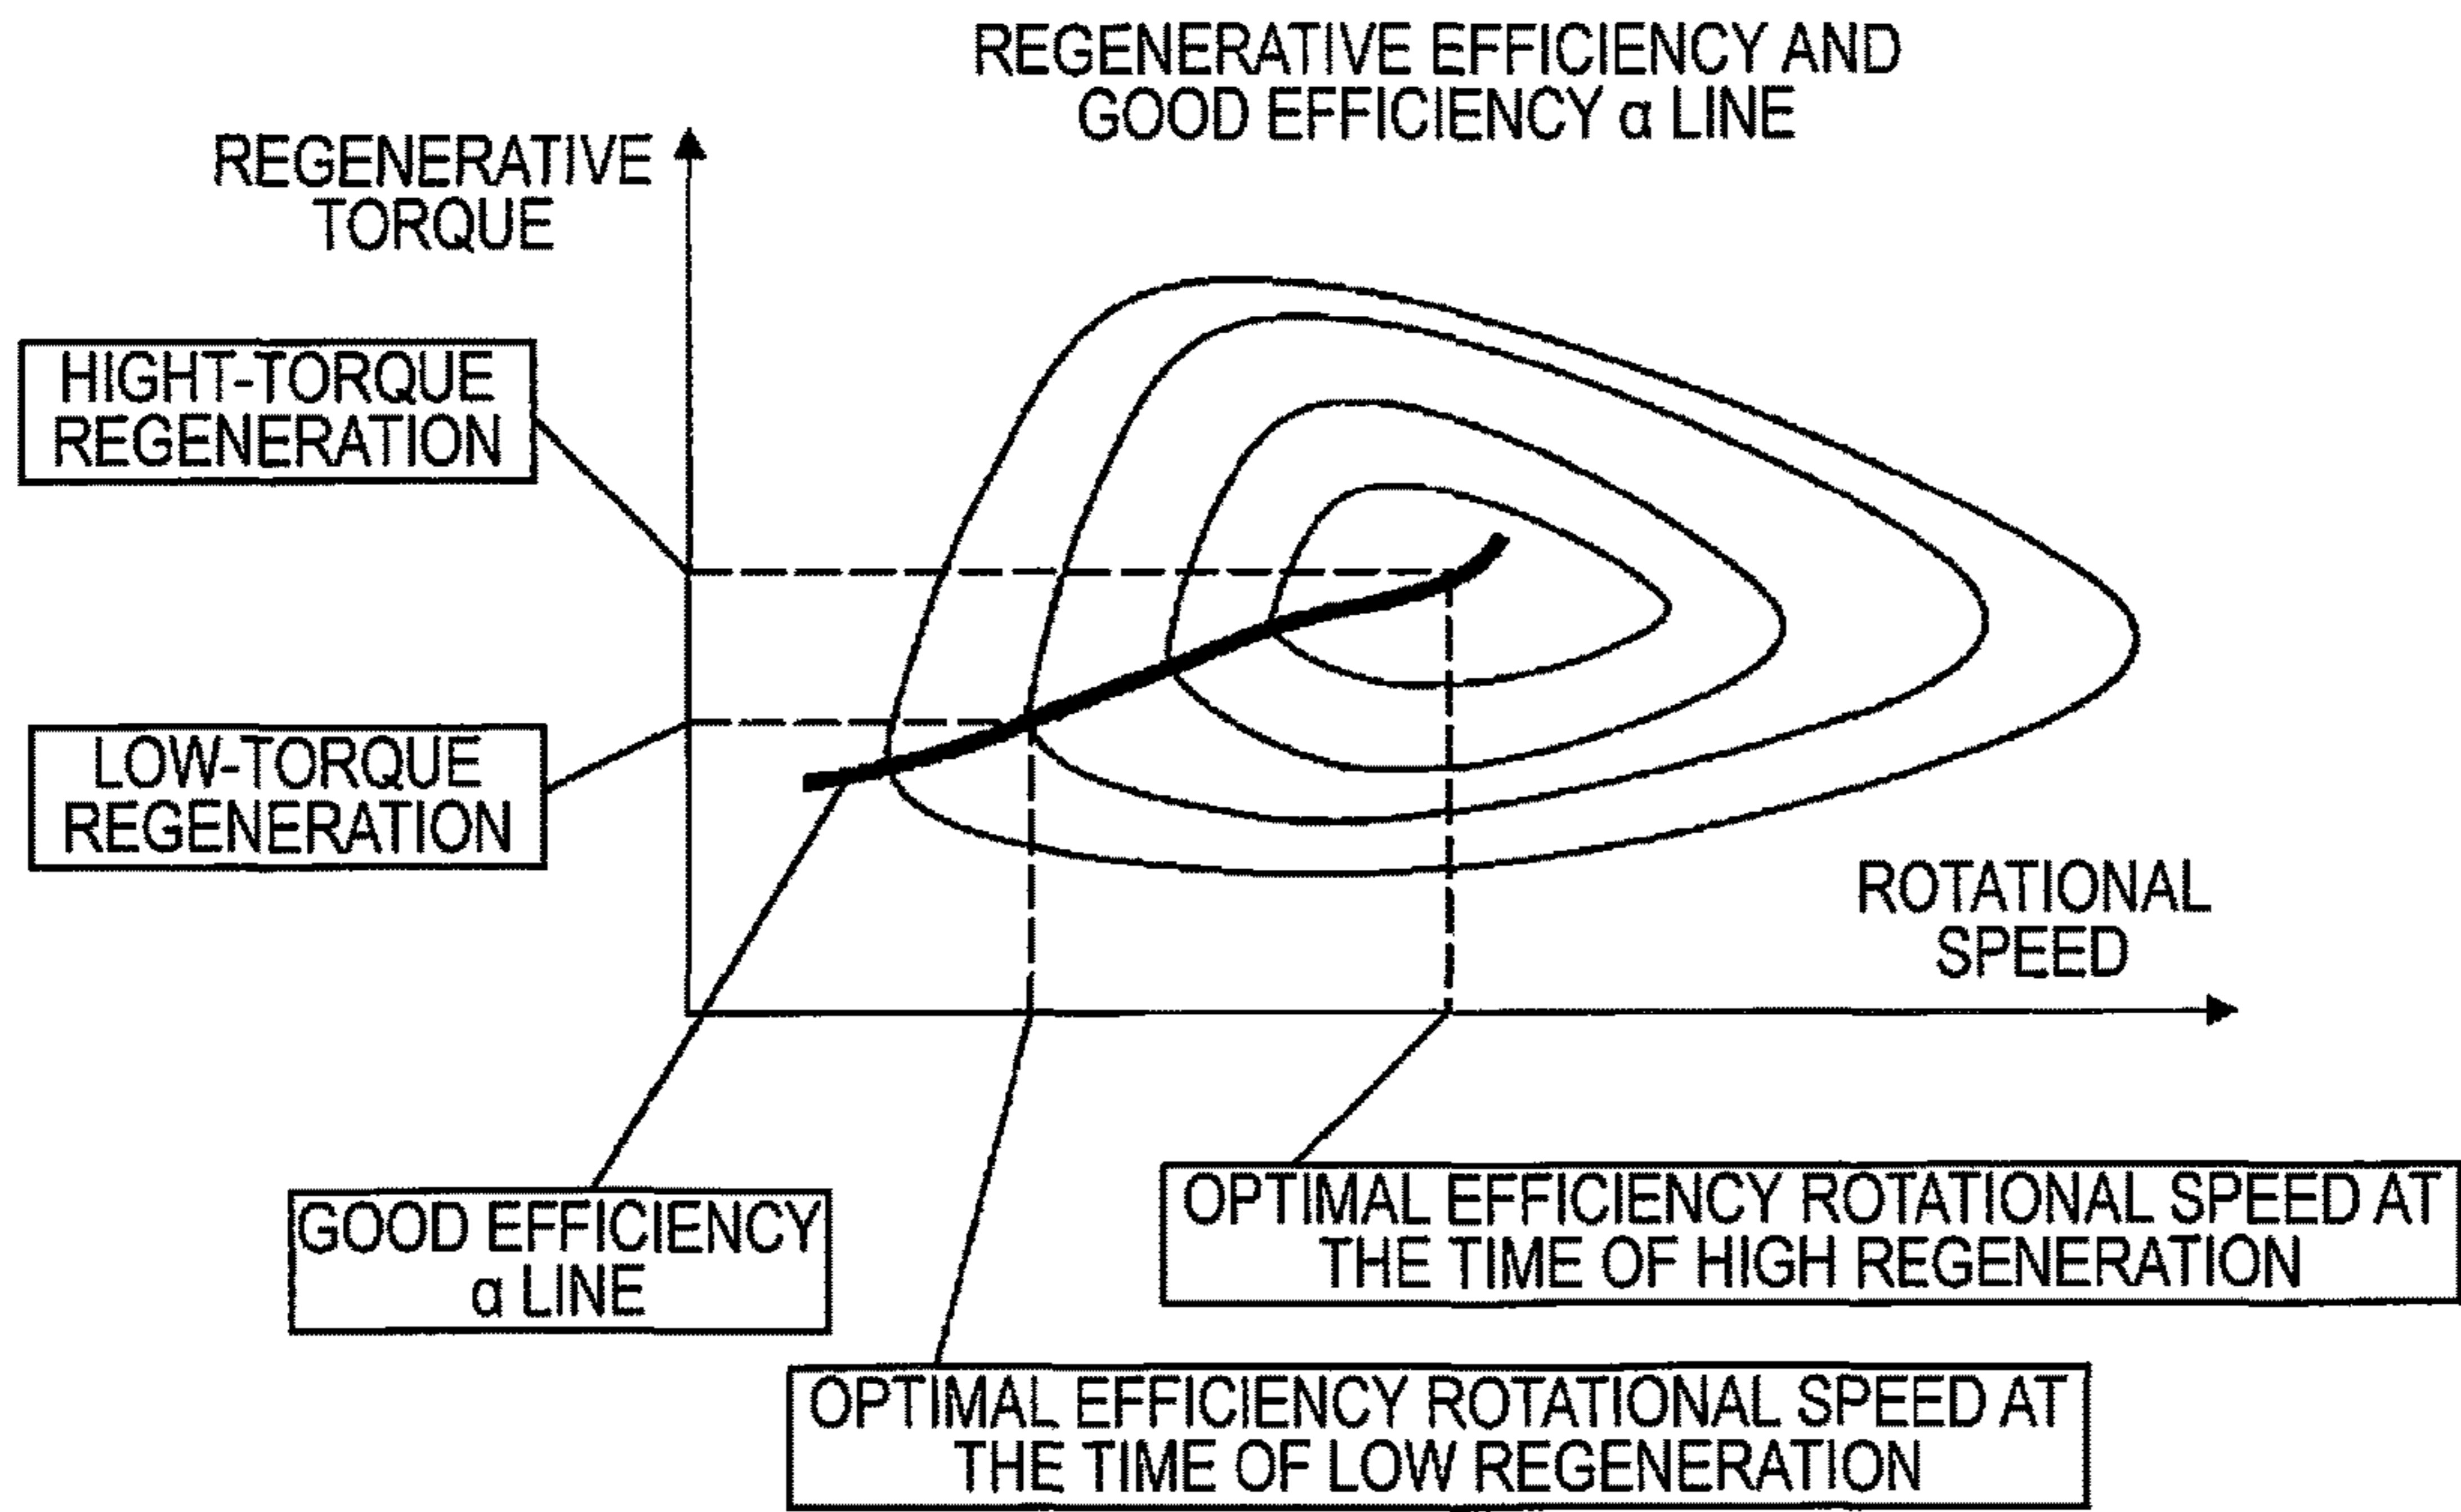 REGENERATIVE EFFICIENCY AND
GOOD EFFICIENCY α LINE
REGENERATIVE
TORQUE
HIGHT-TORQUE
REGENERATION
LOW-TORQUE
REGENERATION
ROTATIONAL
SPEED
GOOD EFFICIENCY
α LINE
OPTIMAL EFFICIENCY ROTATIONAL SPEED AT
THE TIME OF HIGH REGENERATION
OPTIMAL EFFICIENCY ROTATIONAL SPEED AT
THE TIME OF LOW REGENERATION